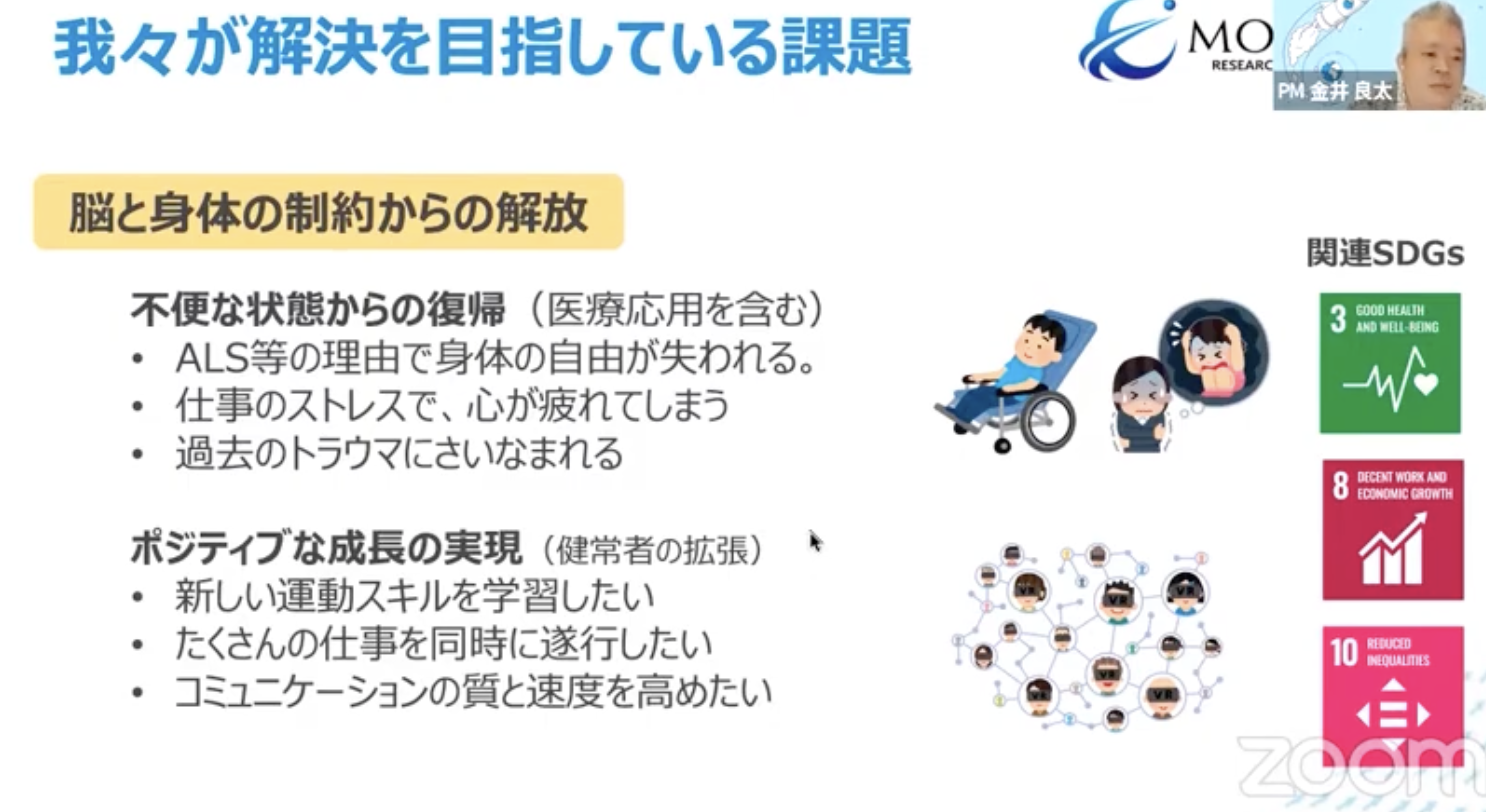 我々が解決を目指している課題
MO
RESEARC
PM 金井 良太
脳と身体の制約からの解放
関連SDGs
不便な状態からの復帰（医療応用を含む）
• ALS等の理由で身体の自由が失われる。
• 仕事のストレスで、心が疲れてしまう
• 過去のトラウマにさいなまれる
3 GOOD HEALTH
AND WELL-BEING
8 DECENT WORK AND
ECONOMIC GROWTH
ポジティブな成長の実現（健常者の拡張）
• 新しい運動スキルを学習したい
• たくさんの仕事を同時に遂行したい
• コミュニケーションの質と速度を高めたい
VR
VR
VR
VR
VR
VR
10 REDUCED
INEQUALITIES
zoom